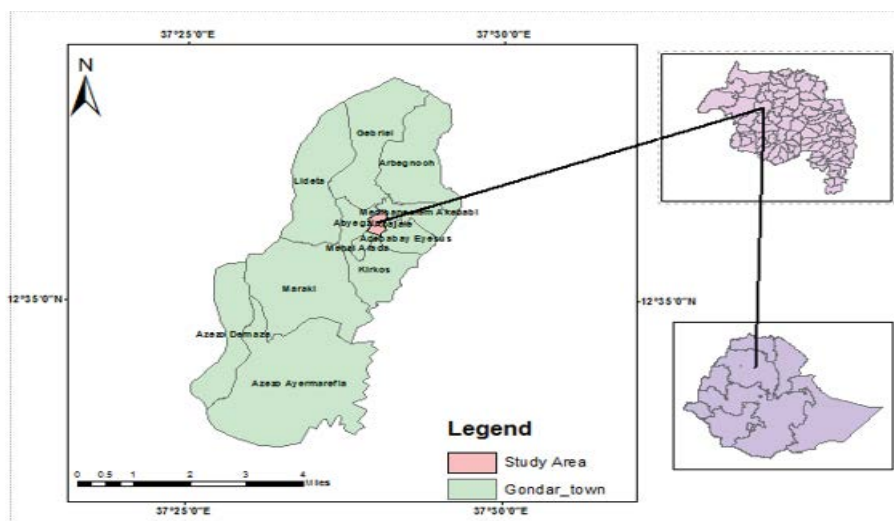 37°25'0"E
37°30'0"E
N
Gebriel
Arbegnoch
Lideta
Akababi
Eyesus
Kirkos
12°35'0"N
12°35'0"N
Maraki
Azezo Demaze
Azezo Ayermarefia
Legend
Study Area
Gondar_town
0 0.5 1 2 3 4
Miles
37°25'0"E
37°30'0"E